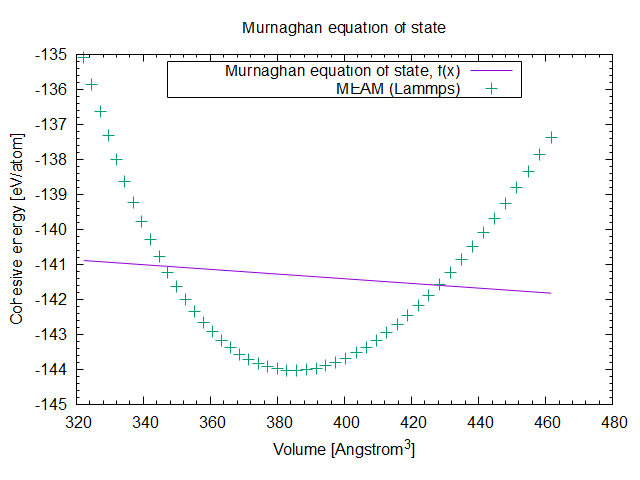 Murnaghan equation of state
Murnaghan equation of state, f(x)
MEAM (Lammps)
-135
-136
-137
-138
-139
-140
-141
-142
-143
-144
-145
320 340 360 380 400 420 440 460 480
Cohesive energy [eV/atom]
Volume [Angstrom³]